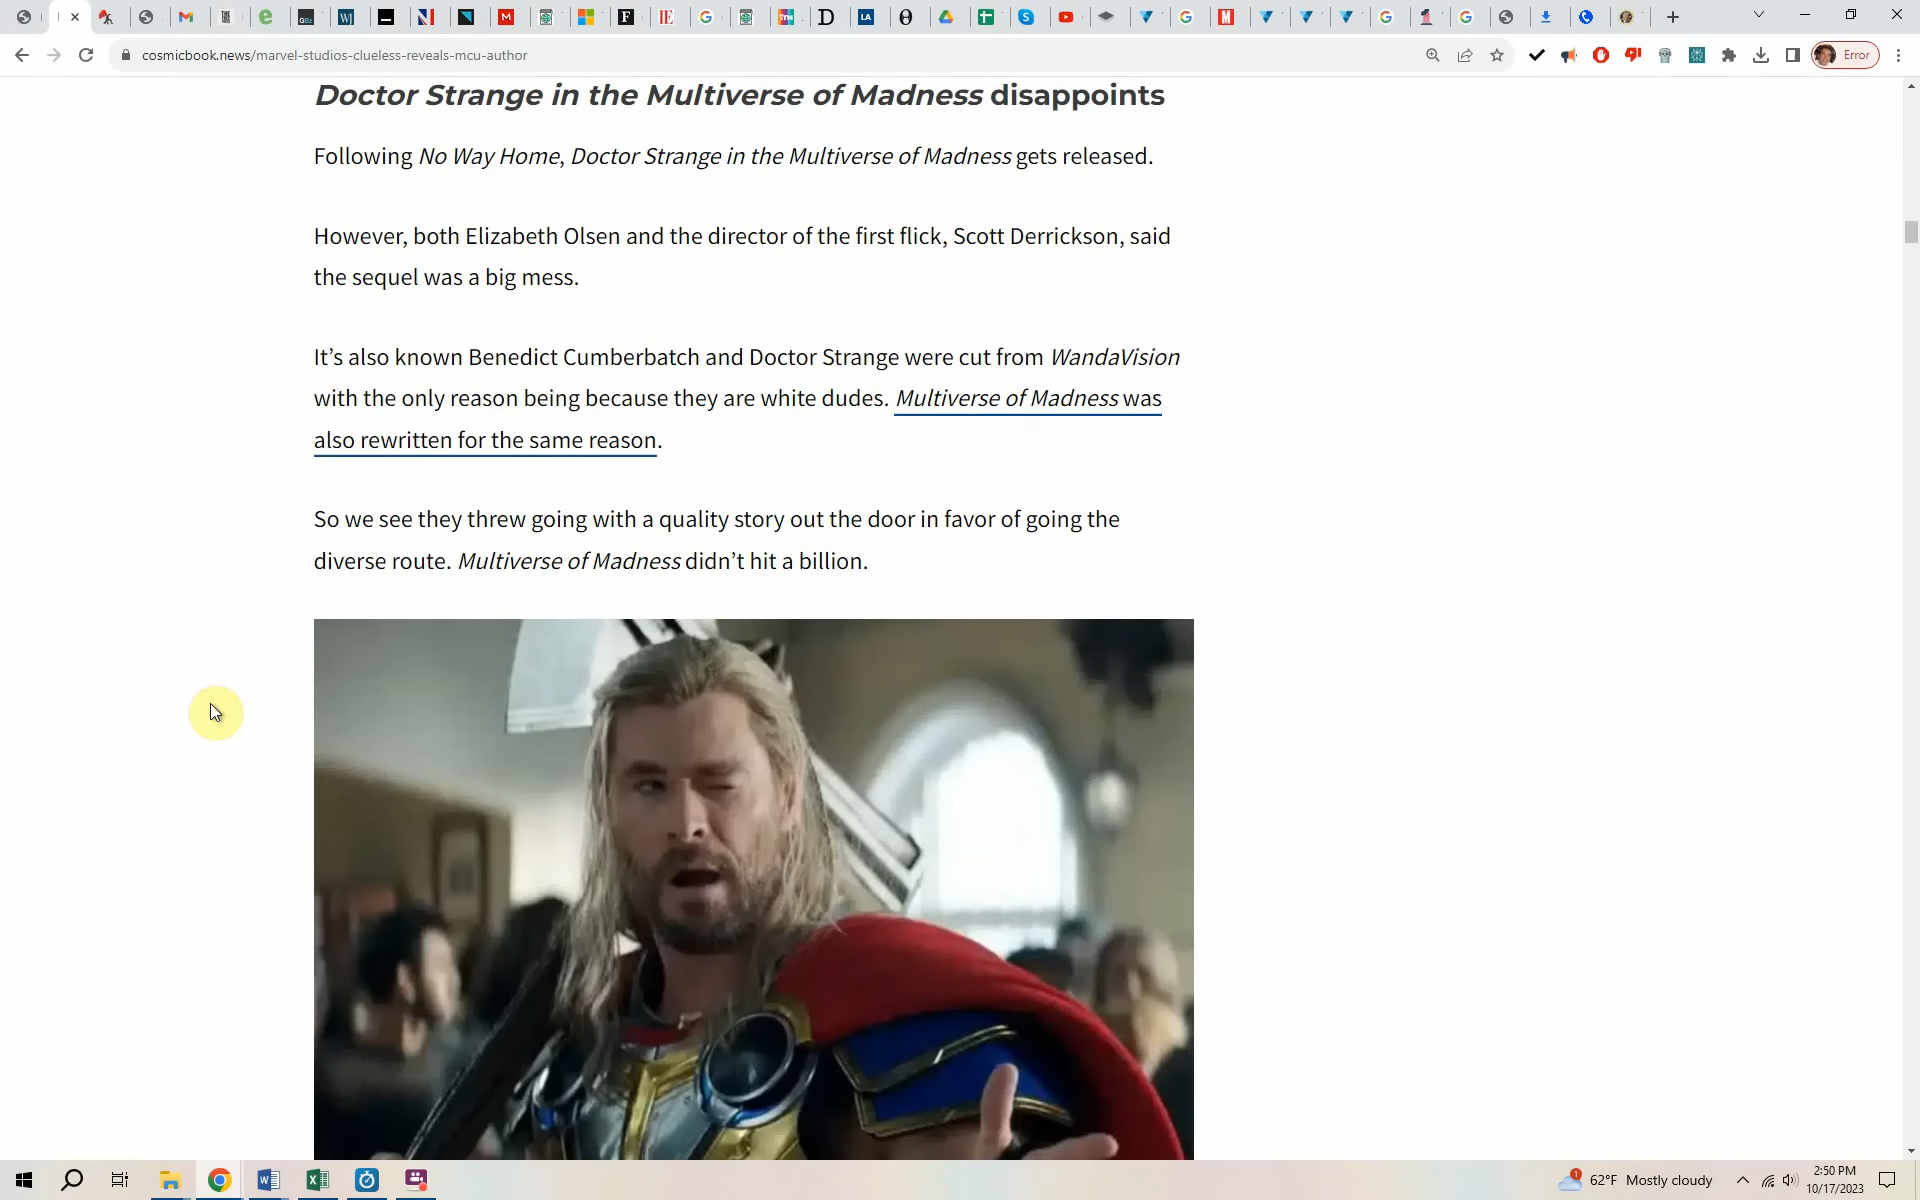 cosmicbook.news/marvel-studios-clueless-reveals-mcu-author
Error
Doctor Strange in the Multiverse of Madness disappoints
Following No Way Home, Doctor Strange in the Multiverse of Madness gets released.
However, both Elizabeth Olsen and the director of the first flick, Scott Derrickson, said
the sequel was a big mess.
It's also known Benedict Cumberbatch and Doctor Strange were cut from WandaVision
with the only reason being because they are white dudes. Multiverse of Madness was
also rewritten for the same reason.
So we see they threw going with a quality story out the door in favor of going the
diverse route. Multiverse of Madness didn't hit a billion.
62°F Mostly cloudy
2:50 PM
10/17/2023